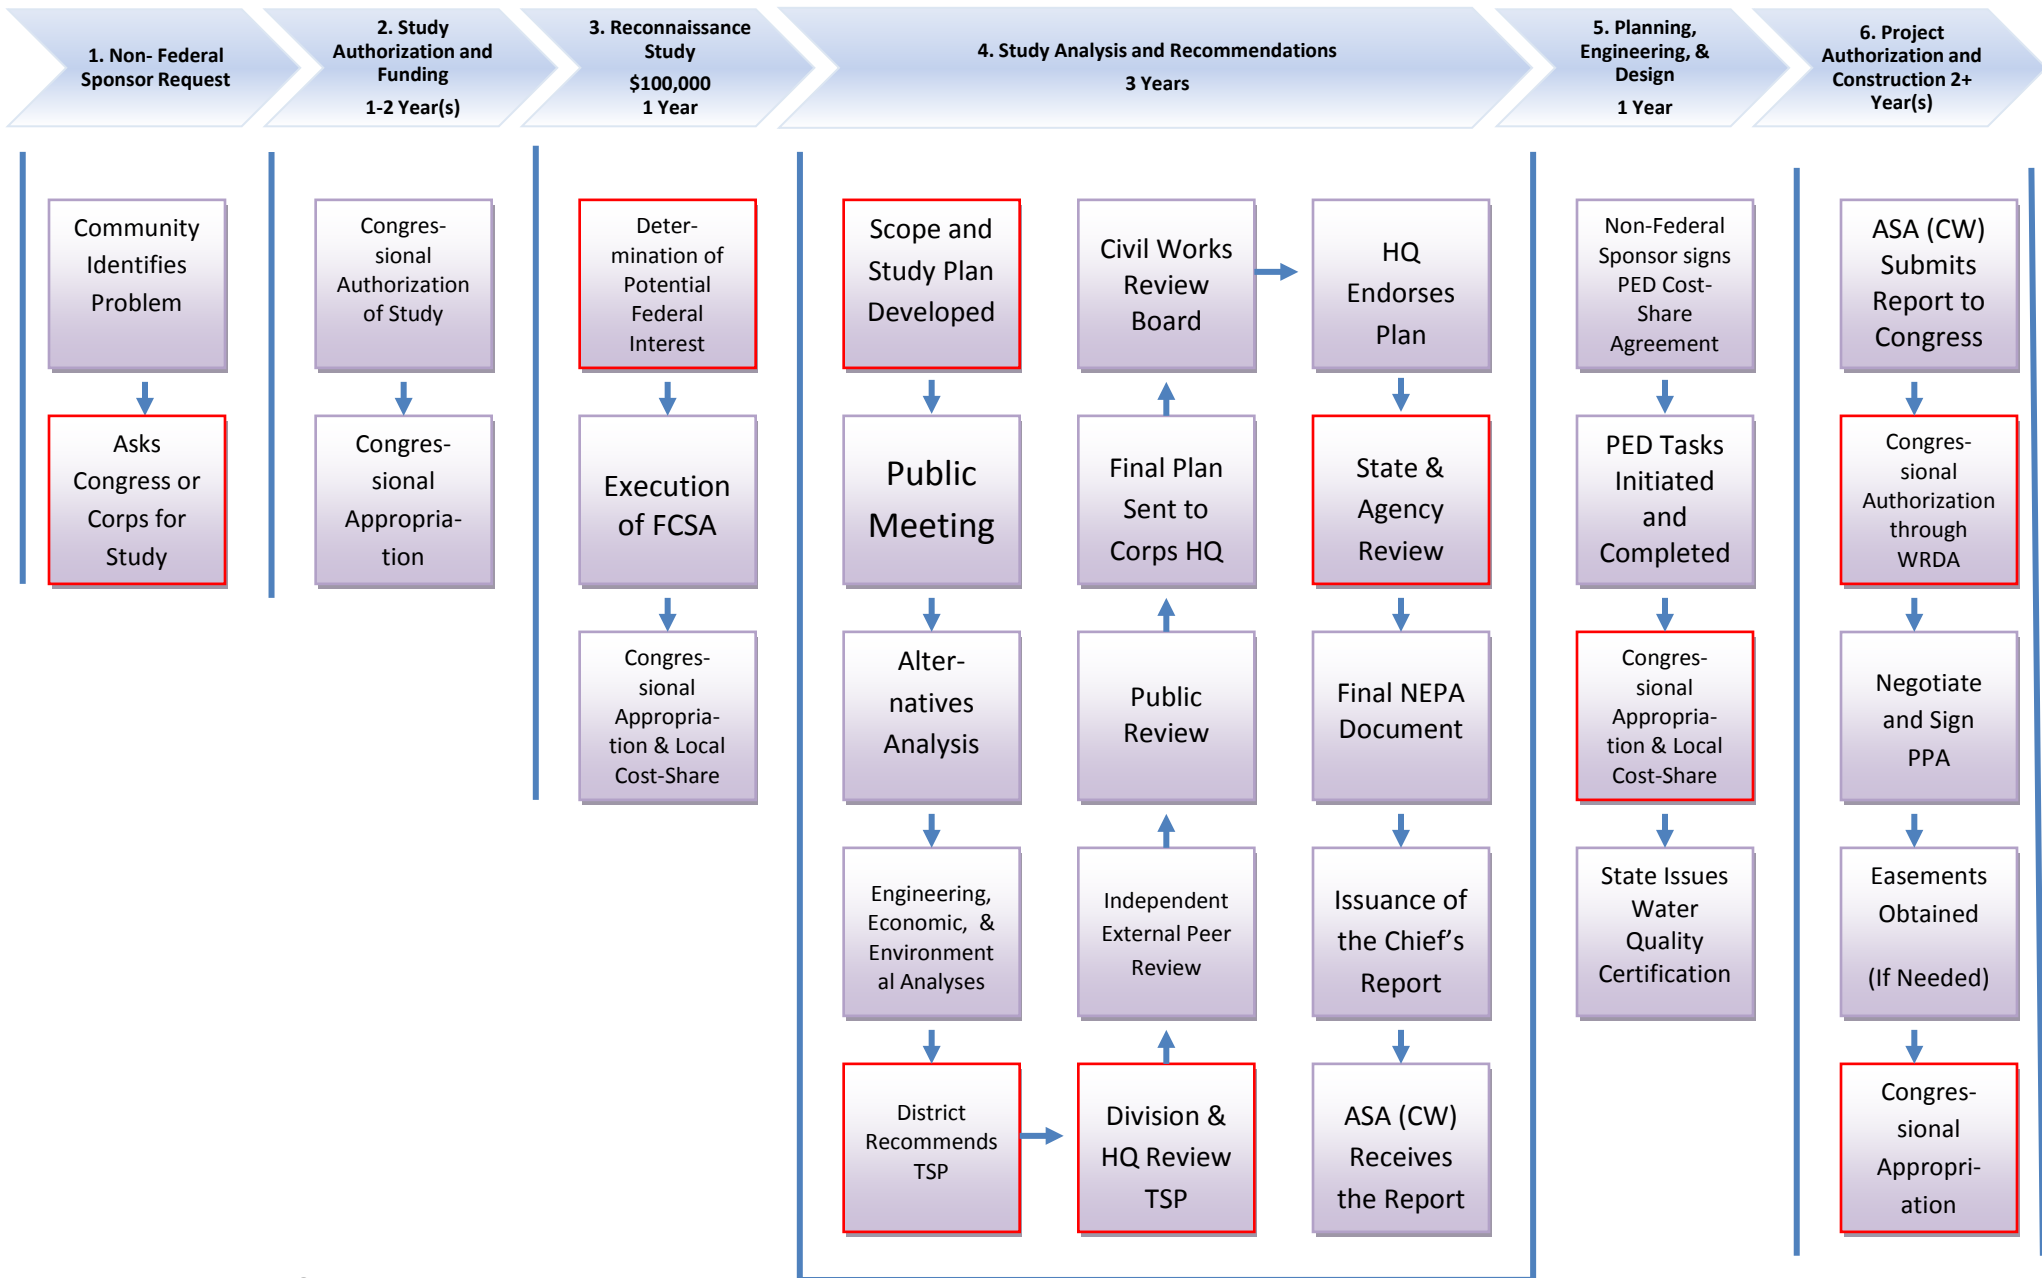 1. Non- Federal
Sponsor Request
2. Study
Authorization and
Funding
1-2 Year(s)
3. Reconnaissance
Study
$100,000
1 Year
4. Study Analysis and Recommendations
3 Years
5. Planning,
Engineering, &
Design
1 Year
6. Project
Authorization and
Construction 2+
Year(s)
Community
Identifies
Problem
Asks
Congress or
Corps for
Study
Congres-
sional
Authorization
of Study
Congres-
sional
Appropria-
tion
Deter-
mination of
Potential
Federal
Interest
Execution
of FCSA
Congres-
sional
Appropria-
tion & Local
Cost-Share
Scope and
Study Plan
Developed
Public
Meeting
Alter-
natives
Analysis
Engineering,
Economic, &
Environment
al Analyses
District
Recommends
TSP
Division &
HQ Review
TSP
Independent
External Peer
Review
Public
Review
Final Plan
Sent to
Corps HQ
Civil Works
Review
Board
HQ
Endorses
Plan
State &
Agency
Review
Final NEPA
Document
Issuance of
the Chief’s
Report
ASA (CW)
Receives
the Report
Non-Federal
Sponsor signs
PED Cost-
Share
Agreement
PED Tasks
Initiated
and
Completed
Congres-
sional
Appropria-
tion & Local
Cost-Share
State Issues
Water
Quality
Certification
ASA (CW)
Submits
Report to
Congress
Congres-
sional
Authorization
through
WRDA
Negotiate
and Sign
PPA
Easements
Obtained
(If Needed)
Congres-
sional
Appropri-
ation